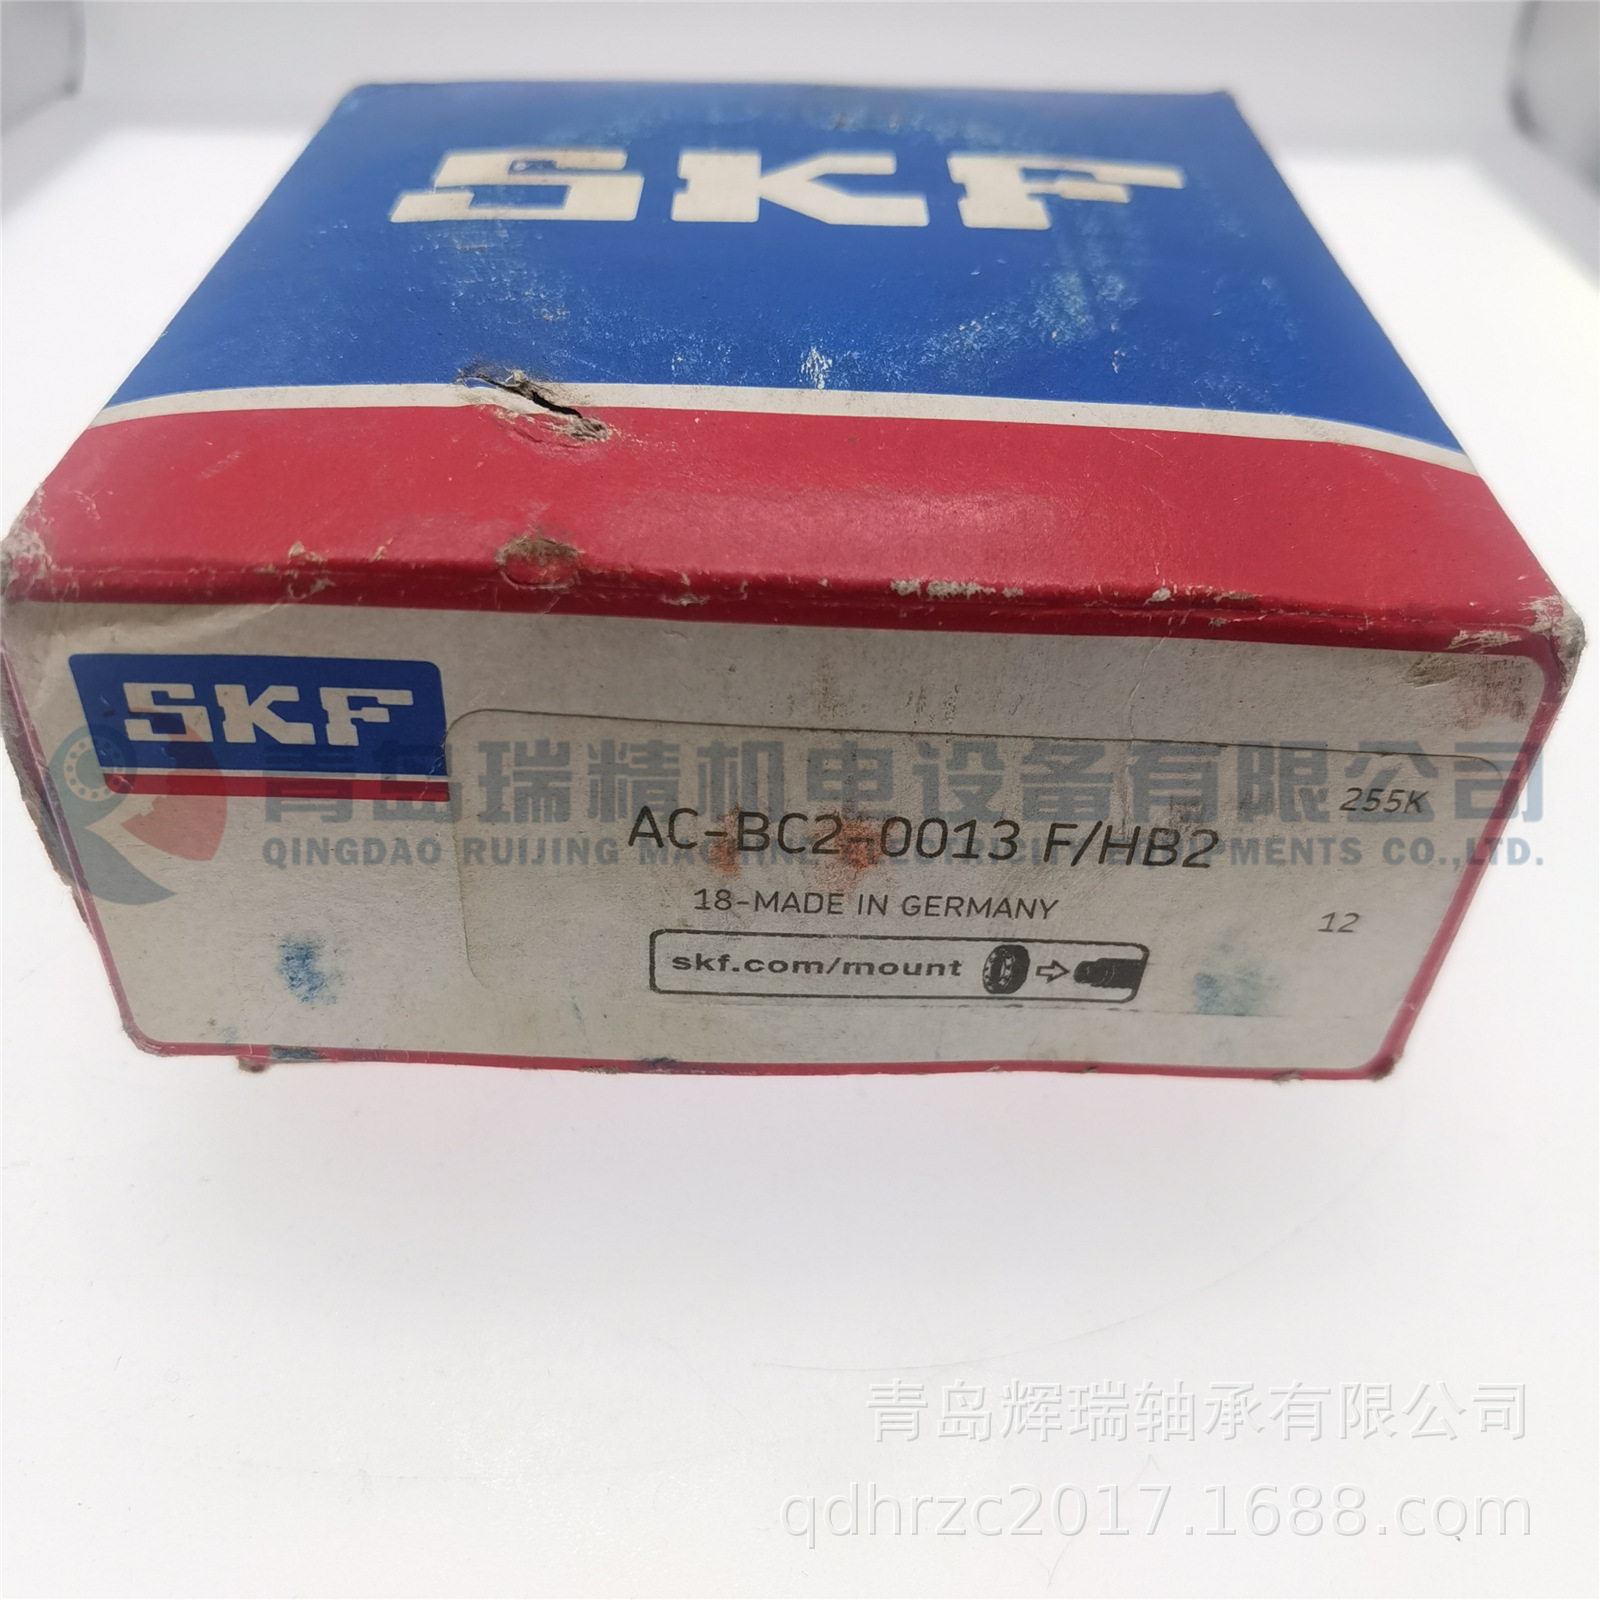 SKF
SKF
青岛瑞精机电设备有限公司
255K
AC-BC2-0013 F/HB2
QINGDAO RUIJING MACHINE EQUIPMENTS CO.,LTD.
18-MADE IN GERMANY
12
skf.com/mount
青岛辉瑞轴承有限公司
qdhrzc2017.1688.com